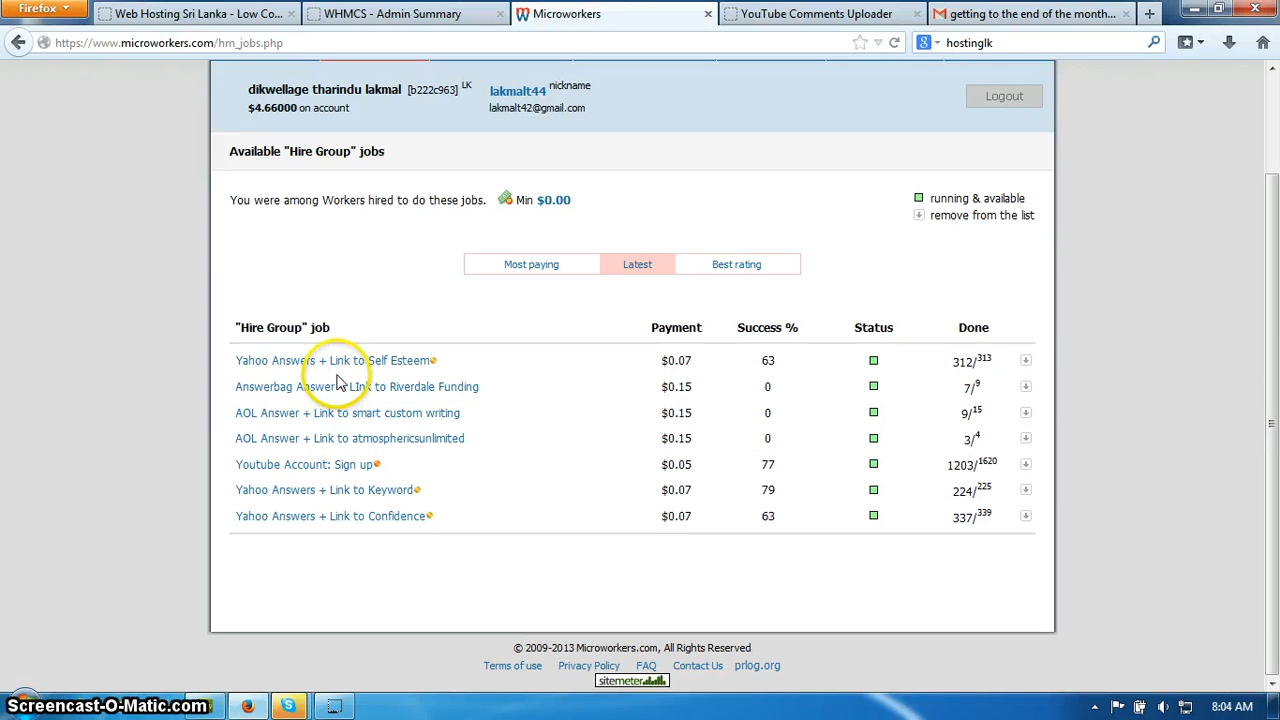 Firefox
Web Hosting Sri Lanka - Low Co...
WHMCS - Admin Summary
Microworkers
YouTube Comments Uploader
getting to the end of the month...
https://www.microworkers.com/hm_jobs.php
hostinglk
dikwellage tharindu lakmal [b222c963] LK
lakmalt44 nickname
$4.66000 on account
lakmalt42@gmail.com
Logout
Available "Hire Group" jobs
You were among Workers hired to do these jobs. Min $0.00
running & available
remove from the list
Most paying Latest Best rating
"Hire Group" job Payment Success % Status Done
Yahoo Answers + Link to Self Esteem $0.07 63 312/313
Answerbag Answer + LInk to Riverdale Funding $0.15 0 7/9
AOL Answer + Link to smart custom writing $0.15 0 9/15
AOL Answer + Link to atmosphericsunlimited $0.15 0 3/4
Youtube Account: Sign up $0.05 77 1203/1620
Yahoo Answers + Link to Keyword $0.07 79 224/225
Yahoo Answers + Link to Confidence $0.07 63 337/339
© 2009-2013 Microworkers.com, All Rights Reserved
Terms of use Privacy Policy FAQ Contact Us prlog.org
sitemeter
Screencast-O-Matic.com
8:04 AM